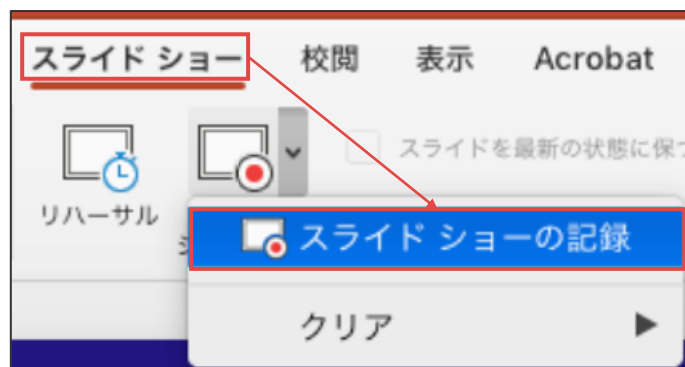 スライド ショー 校閲 表示 Acrobat
スライドを最新の状態に保
リハーサル
スライド ショーの記録
クリア